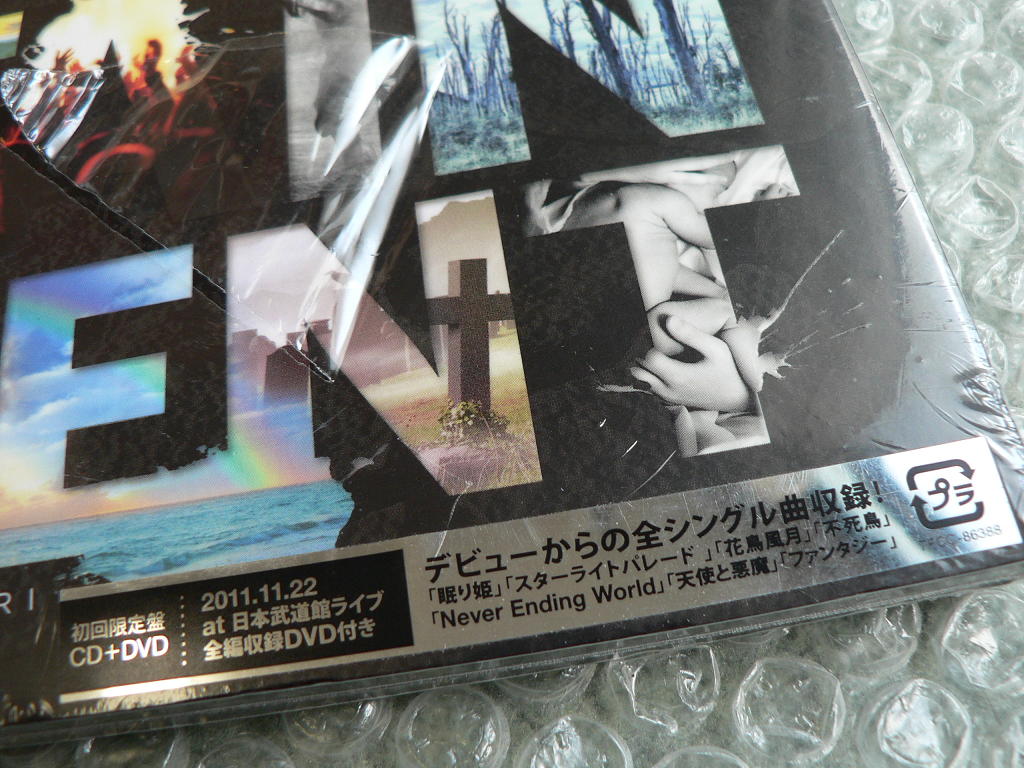 IN
ENT
デビューからの全シングル曲収録!
「眠り姫」「スターライトパレード」「花鳥風月」「不死鳥」
「Never Ending World」「天使と悪魔」「ファンタジー」
プラ
-86388
RI
初回限定盤
CD+DVD
2011.11.22
at 日本武道館ライブ
全編収録DVD付き